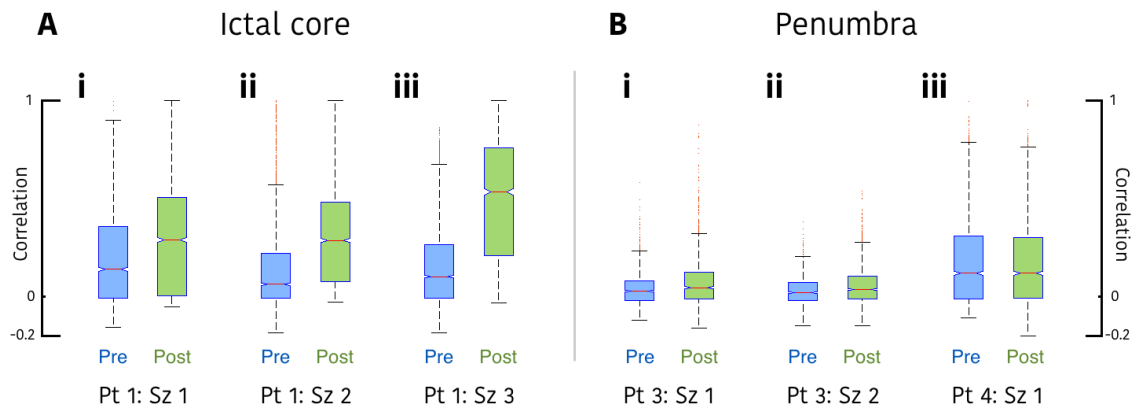 A Ictal core B Penumbra
i ii iii i ii iii
1 1
Correlation Correlation
0 0
-0.2 -0.2
Pre Post Pre Post Pre Post Pre Post Pre Post Pre Post
Pt 1: Sz 1 Pt 1: Sz 2 Pt 1: Sz 3 Pt 3: Sz 1 Pt 3: Sz 2 Pt 4: Sz 1